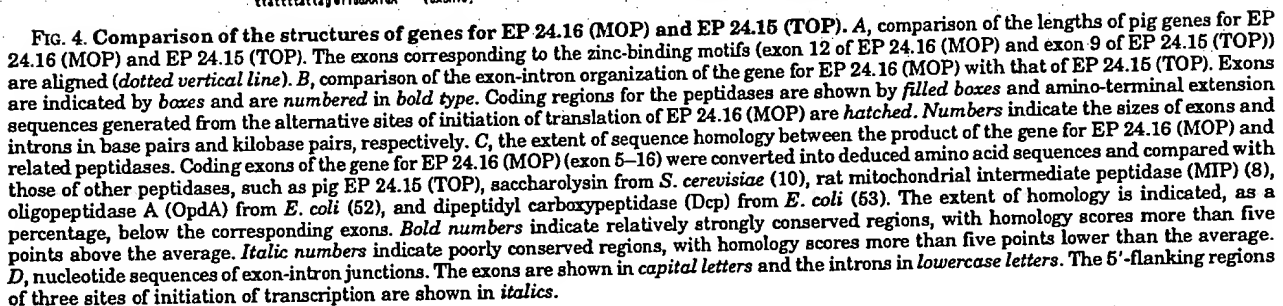 FIG. 4. Comparison of the structures of genes for EP 24.16 (MOP) and EP 24.15 (TOP). A, comparison of the lengths of pig genes for EP
24.16 (MOP) and EP 24.15 (TOP). The exons corresponding to the zinc-binding motifs (exon 12 of EP 24.16 (MOP) and exon 9 of EP 24.15 (TOP))
are aligned (dotted vertical line). B, comparison of the exon-intron organization of the gene for EP 24.16 (MOP) with that of EP 24.15 (TOP). Exons
are indicated by boxes and are numbered in bold type. Coding regions for the peptidases are shown by filled boxes and amino-terminal extension
sequences generated from the alternative sites of initiation of translation of EP 24.16 (MOP) are hatched. Numbers indicate the sizes of exons and
introns in base pairs and kilobase pairs, respectively. C, the extent of sequence homology between the product of the gene for EP 24.16 (MOP) and
related peptidases. Coding exons of the gene for EP 24.16 (MOP) (exon 5–16) were converted into deduced amino acid sequences and compared with
those of other peptidases, such as pig EP 24.15 (TOP), saccharolysin from S. cerevisiae (10), rat mitochondrial intermediate peptidase (MIP) (8),
oligopeptidase A (OpdA) from E. coli (52), and dipeptidyl carboxypeptidase (Dcp) from E. coli (53). The extent of homology is indicated, as a
percentage, below the corresponding exons. Bold numbers indicate relatively strongly conserved regions, with homology scores more than five
points above the average. Italic numbers indicate poorly conserved regions, with homology scores more than five points lower than the average.
D, nucleotide sequences of exon-intron junctions. The exons are shown in capital letters and the introns in lowercase letters. The 5'-flanking regions
of three sites of initiation of transcription are shown in italics.